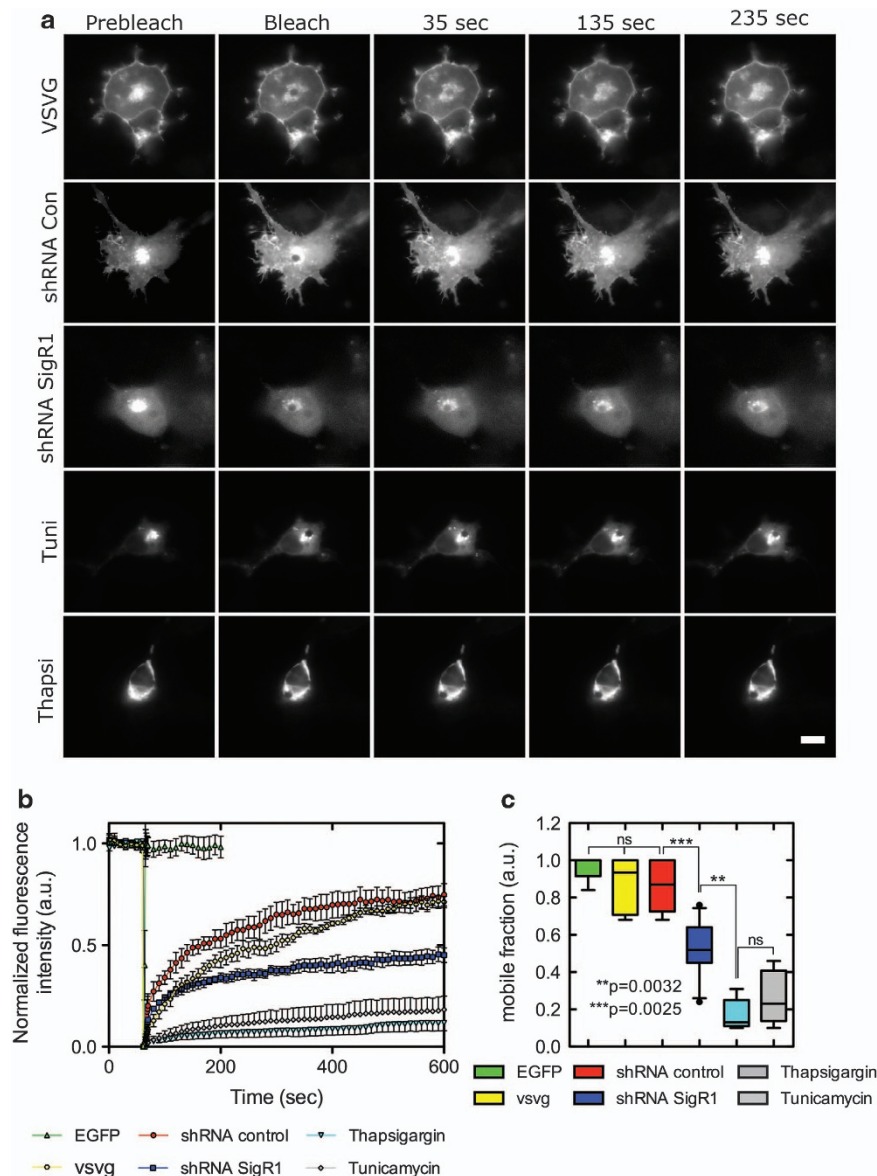 a
Prebleach Bleach 35 sec 135 sec 235 sec
VSVG
shRNA Con
shRNA SigR1
Tuni
Thapsi
b
Normalized fluorescence
intensity (a.u.)
1.0
0.5
0.0
0 200 400 600
Time (sec)
EGFP shRNA control Thapsigargin
vsvg shRNA SigR1 Tunicamycin
c
mobile fraction (a.u.)
1.2
1.0
0.8
0.6
0.4
0.2
0.0
ns *** ** ns
**p=0.0032
***p=0.0025
EGFP shRNA control Thapsigargin
vsvg shRNA SigR1 Tunicamycin